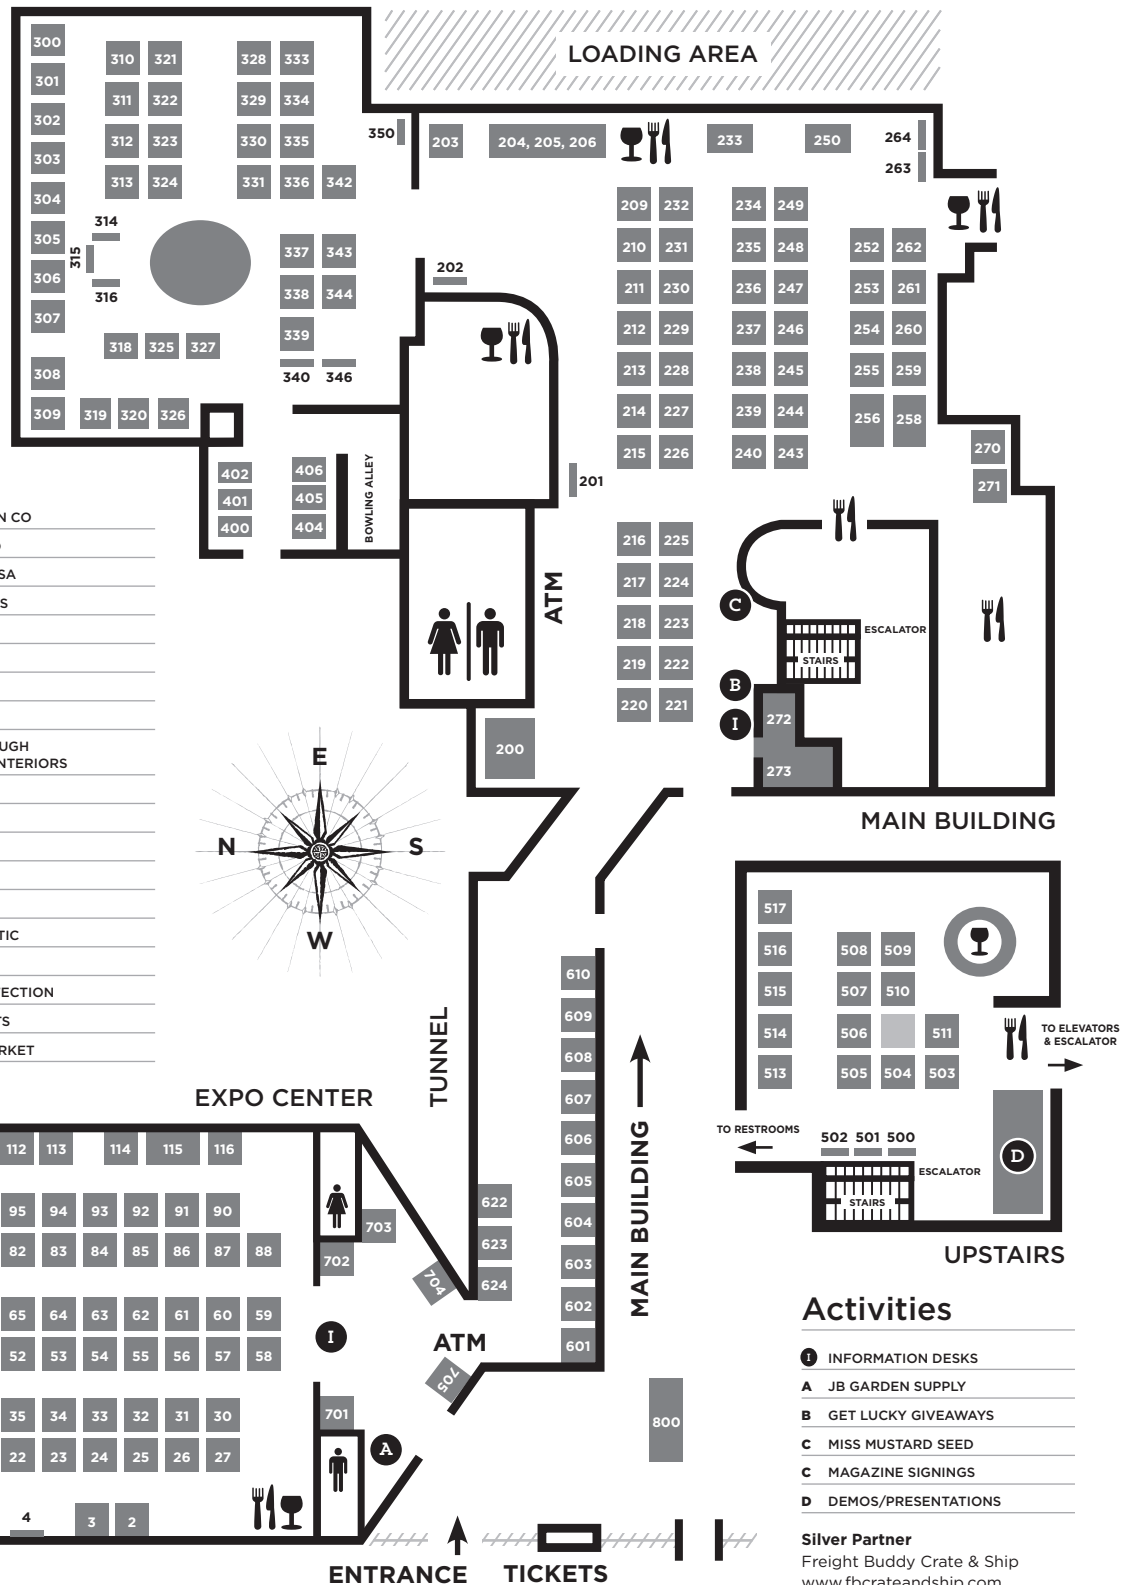 LOADING AREA
300
301
302
303
304
305
306
307
308
309
310 321
311 322
312 323
313 324
328 333
329 334
330 335
331 336 342
314
315
316
337 343
338 344
339
340 346
318 325 327
319 320 326
350
203
204, 205, 206
233
250
264
263
202
209 232
210 231
211 230
212 229
213 228
214 227
215 226
234 249
235 248
236 247
237 246
238 245
239 244
240 243
252 262
253 261
254 260
255 259
256 258
270
271
201
402
401
400
406
405
404
BOWLING ALLEY
ATM
216 225
217 224
218 223
219 222
220 221
C
B
I
ESCALATOR
STAIRS
272
273
200
MAIN BUILDING
N CO
SA
S
UGH
NTERIORS
TIC
ECTION
TS
RKET
E
N S
W
TUNNEL
610
609
608
607
606
605
604
603
602
601
MAIN BUILDING
622
623
624
517
516
515
514
513
508 509
507 510
506 511
505 504 503
TO ELEVATORS
& ESCALATOR
TO RESTROOMS
502 501 500
ESCALATOR
STAIRS
D
UPSTAIRS
EXPO CENTER
112 113 114 115 116
95 94 93 92 91 90
82 83 84 85 86 87 88
65 64 63 62 61 60 59
52 53 54 55 56 57 58
35 34 33 32 31 30
22 23 24 25 26 27
4 3 2
703
702
704
I
ATM
705
701
A
800
ENTRANCE TICKETS
Activities
I INFORMATION DESKS
A JB GARDEN SUPPLY
B GET LUCKY GIVEAWAYS
C MISS MUSTARD SEED
C MAGAZINE SIGNINGS
D DEMOS/PRESENTATIONS
Silver Partner
Freight Buddy Crate & Ship
www.fbcrateandship.com